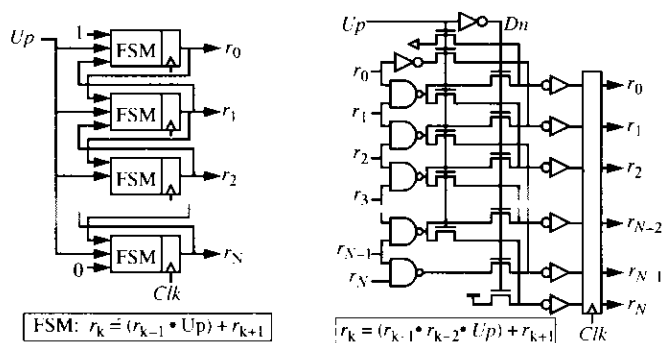 Up
1
FSM
r0
FSM
r1
FSM
r2
FSM
rN
0
Clk
FSM: rk = (rk−1 • Up) + rk+1
Up
Dn
r0
r1
r2
r3
rN−1
rN
r0
r1
r2
rN−2
rN−1
rN
Clk
rk = (rk-1 • rk−2 • Up) + rk+1